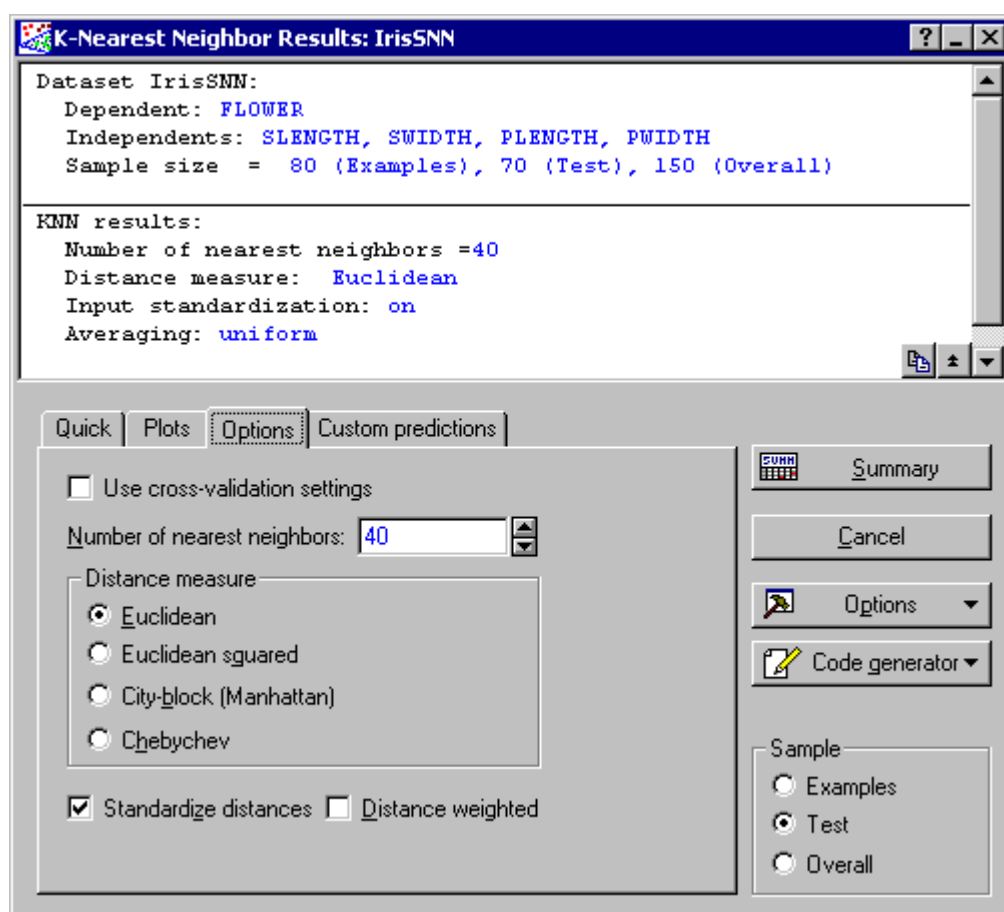 K-Nearest Neighbor Results: IrisSNN
Dataset IrisSNN:
Dependent: FLOWER
Independents: SLENGTH, SWIDTH, PLENGTH, PWIDTH
Sample size = 80 (Examples), 70 (Test), 150 (Overall)
KNN results:
Number of nearest neighbors =40
Distance measure: Euclidean
Input standardization: on
Averaging: uniform
Quick Plots Options Custom predictions
Use cross-validation settings
Number of nearest neighbors: 40
Distance measure
Euclidean
Euclidean sguared
City-block (Manhattan)
Chebychev
Standardize distances Distance weighted
SUMM Summary
Cancel
Options
Code generator
Sample
Examples
Test
Overall